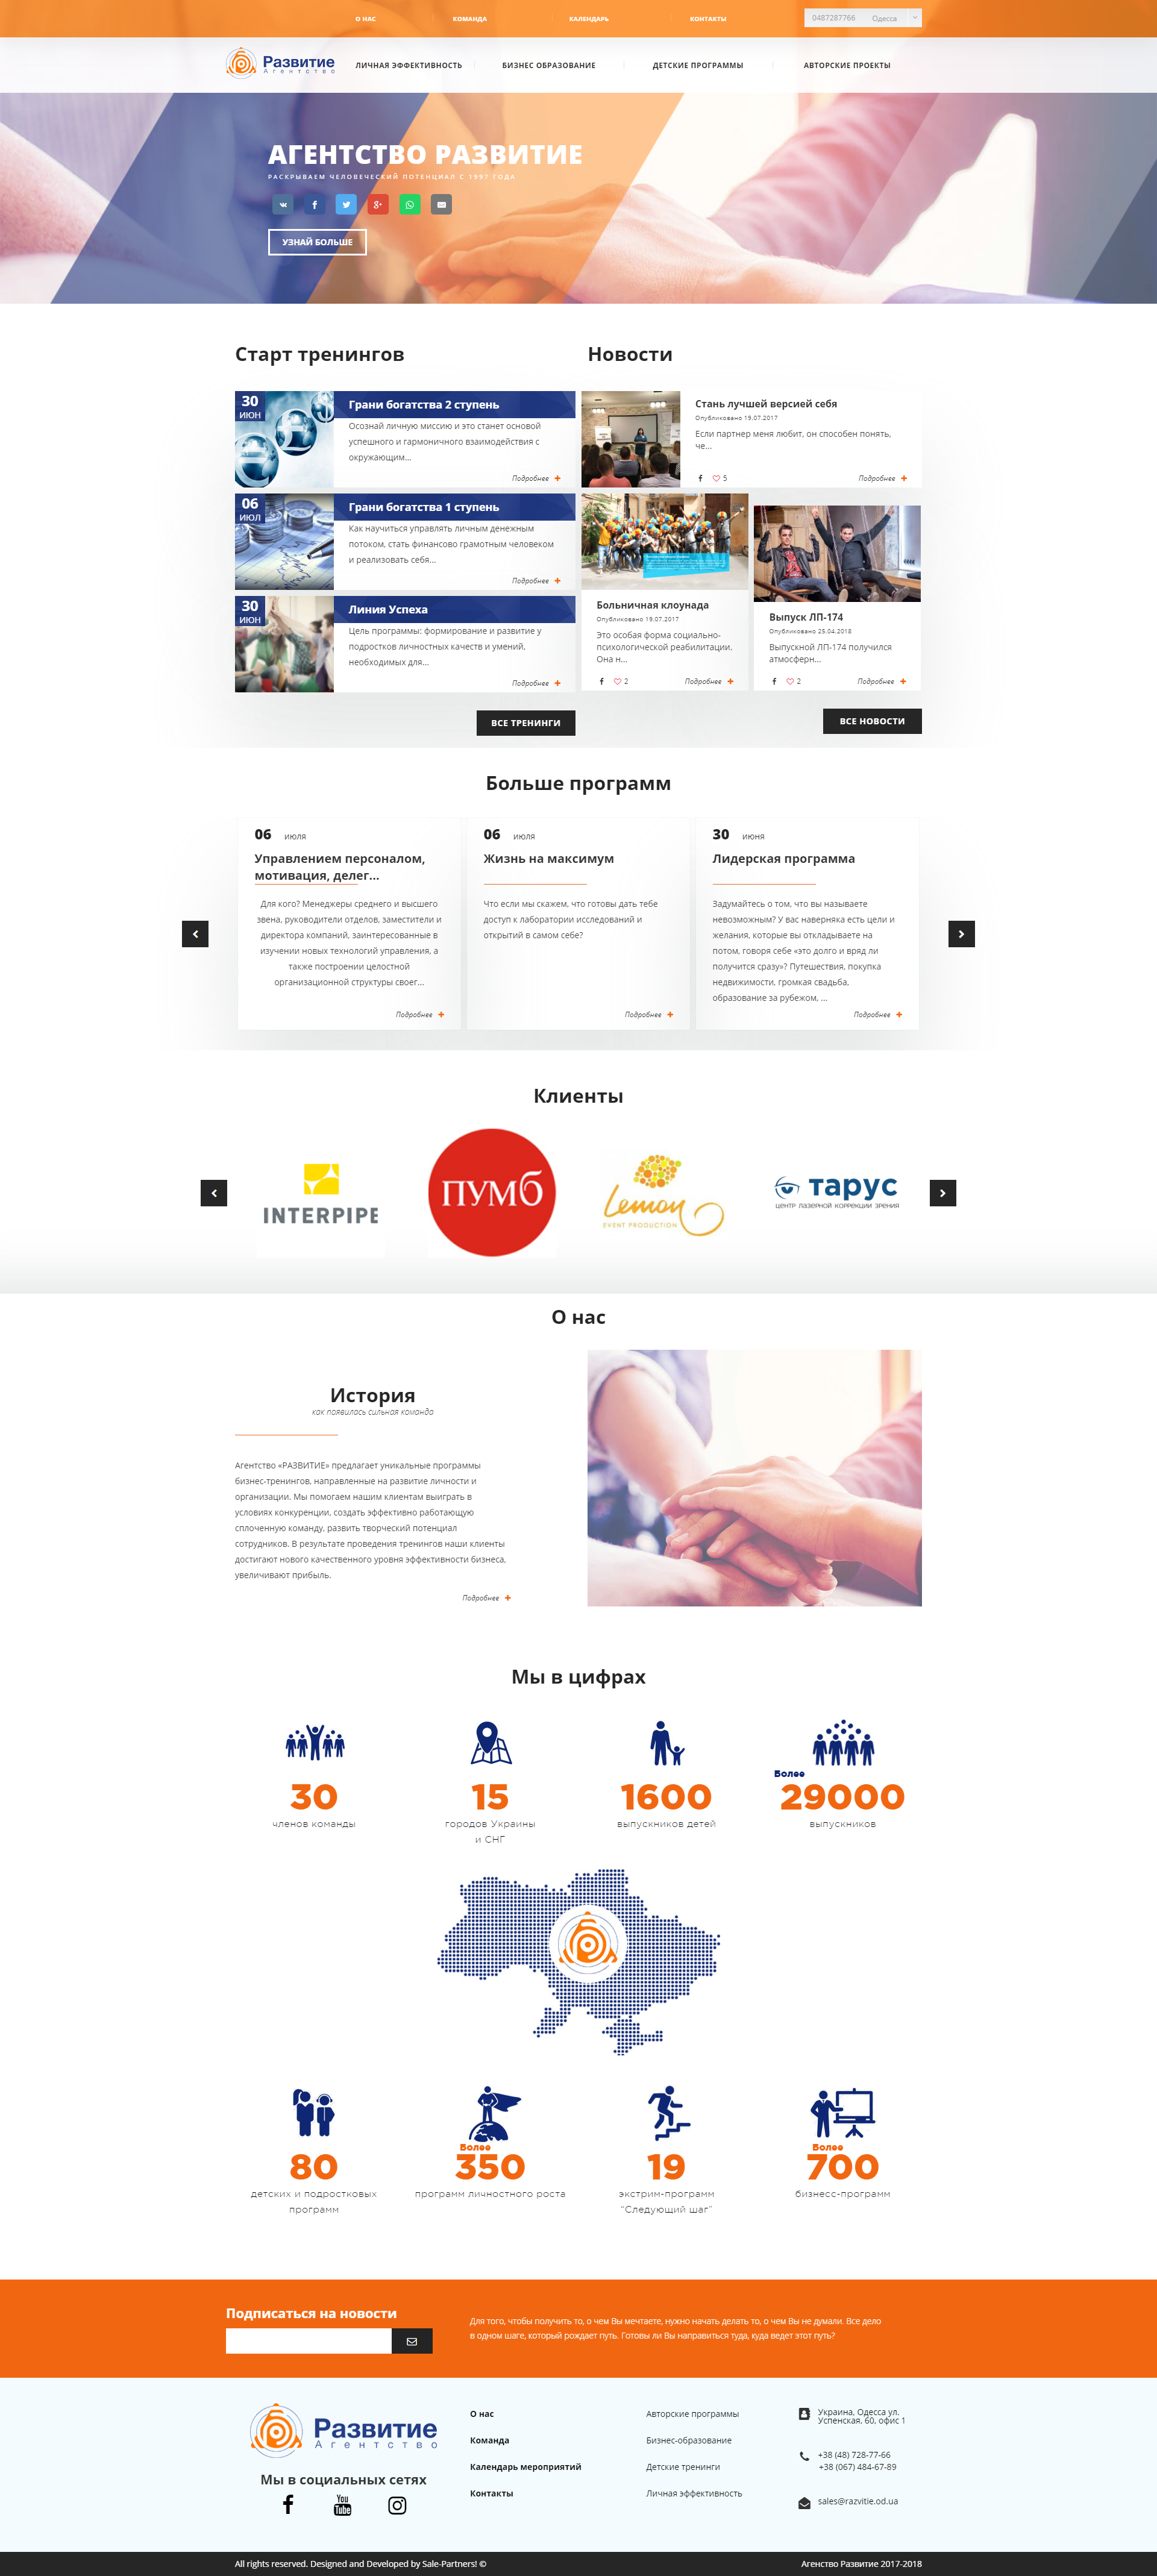 О НАС
КОМАНДА
КАЛЕНДАРЬ
КОНТАКТЫ
0487287766 Одесса
Развитие
Агентство
ЛИЧНАЯ ЭФФЕКТИВНОСТЬ
БИЗНЕС ОБРАЗОВАНИЕ
ДЕТСКИЕ ПРОГРАММЫ
АВТОРСКИЕ ПРОЕКТЫ
АГЕНТСТВО РАЗВИТИЕ
РАСКРЫВАЕМ ЧЕЛОВЕЧЕСКИЙ ПОТЕНЦИАЛ С 1997 ГОДА
УЗНАЙ БОЛЬШЕ
Старт тренингов
30
ИЮН
Грани богатства 2 ступень
Осознай личную миссию и это станет основой
успешного и гармоничного взаимодействия с
окружающим...
Подробнее
06
ИЮЛ
Грани богатства 1 ступень
Как научиться управлять личным денежным
потоком, стать финансово грамотным человеком
и реализовать себя...
Подробнее
30
ИЮН
Линия Успеха
Цель программы: формирование и развитие у
подростков личностных качеств и умений,
необходимых для...
Подробнее
ВСЕ ТРЕНИНГИ
Новости
Стань лучшей версией себя
Опубликовано 19.07.2017
Если партнер меня любит, он способен понять,
че...
5
Подробнее
Больничная клоунада
Опубликовано 19.07.2017
Это особая форма социально-
психологической реабилитации.
Она н...
2
Подробнее
Выпуск ЛП-174
Опубликовано 25.04.2018
Выпускной ЛП-174 получился
атмосферн...
2
Подробнее
ВСЕ НОВОСТИ
Больше программ
06 июля
Управлением персоналом,
мотивация, делег...
Для кого? Менеджеры среднего и высшего
звена, руководители отделов, заместители и
директора компаний, заинтересованные в
изучении новых технологий управления, а
также построении целостной
организационной структуры своег...
Подробнее
06 июля
Жизнь на максимум
Что если мы скажем, что готовы дать тебе
доступ к лаборатории исследований и
открытий в самом себе?
Подробнее
30 июня
Лидерская программа
Задумайтесь о том, что вы называете
невозможным? У вас наверняка есть цели и
желания, которые вы откладываете на
потом, говоря себе «это долго и вряд ли
получится сразу»? Путешествия, покупка
недвижимости, громкая свадьба,
образование за рубежом, ...
Подробнее
Клиенты
INTERPIPE
ПУМБ
Lemon
EVENT PRODUCTION
тарус
центр лазерной коррекции зрения
О нас
История
как появилась сильная команда
Агентство «РАЗВИТИЕ» предлагает уникальные программы
бизнес-тренингов, направленные на развитие личности и
организации. Мы помогаем нашим клиентам выиграть в
условиях конкуренции, создать эффективно работающую
сплоченную команду, развить творческий потенциал
сотрудников. В результате проведения тренингов наши клиенты
достигают нового качественного уровня эффективности бизнеса,
увеличивают прибыль.
Подробнее
Мы в цифрах
30
членов команды
15
городов Украины
и СНГ
1600
выпускников детей
Более
29000
выпускников
80
детских и подростковых
программ
Более
350
программ личностного роста
19
экстрим-программ
"Следующий шаг"
Более
700
бизнесс-программ
Подписаться на новости
Для того, чтобы получить то, о чем Вы мечтаете, нужно начать делать то, о чем Вы не думали. Все дело
в одном шаге, который рождает путь. Готовы ли Вы направиться туда, куда ведет этот путь?
Развитие
Агентство
Мы в социальных сетях
You
Tube
О нас
Команда
Календарь мероприятий
Контакты
Авторские программы
Бизнес-образование
Детские тренинги
Личная эффективность
Украина, Одесса ул.
Успенская, 60, офис 1
+38 (48) 728-77-66
+38 (067) 484-67-89
sales@razvitie.od.ua
All rights reserved. Designed and Developed by Sale-Partners! ©
Агенство Развитие 2017-2018